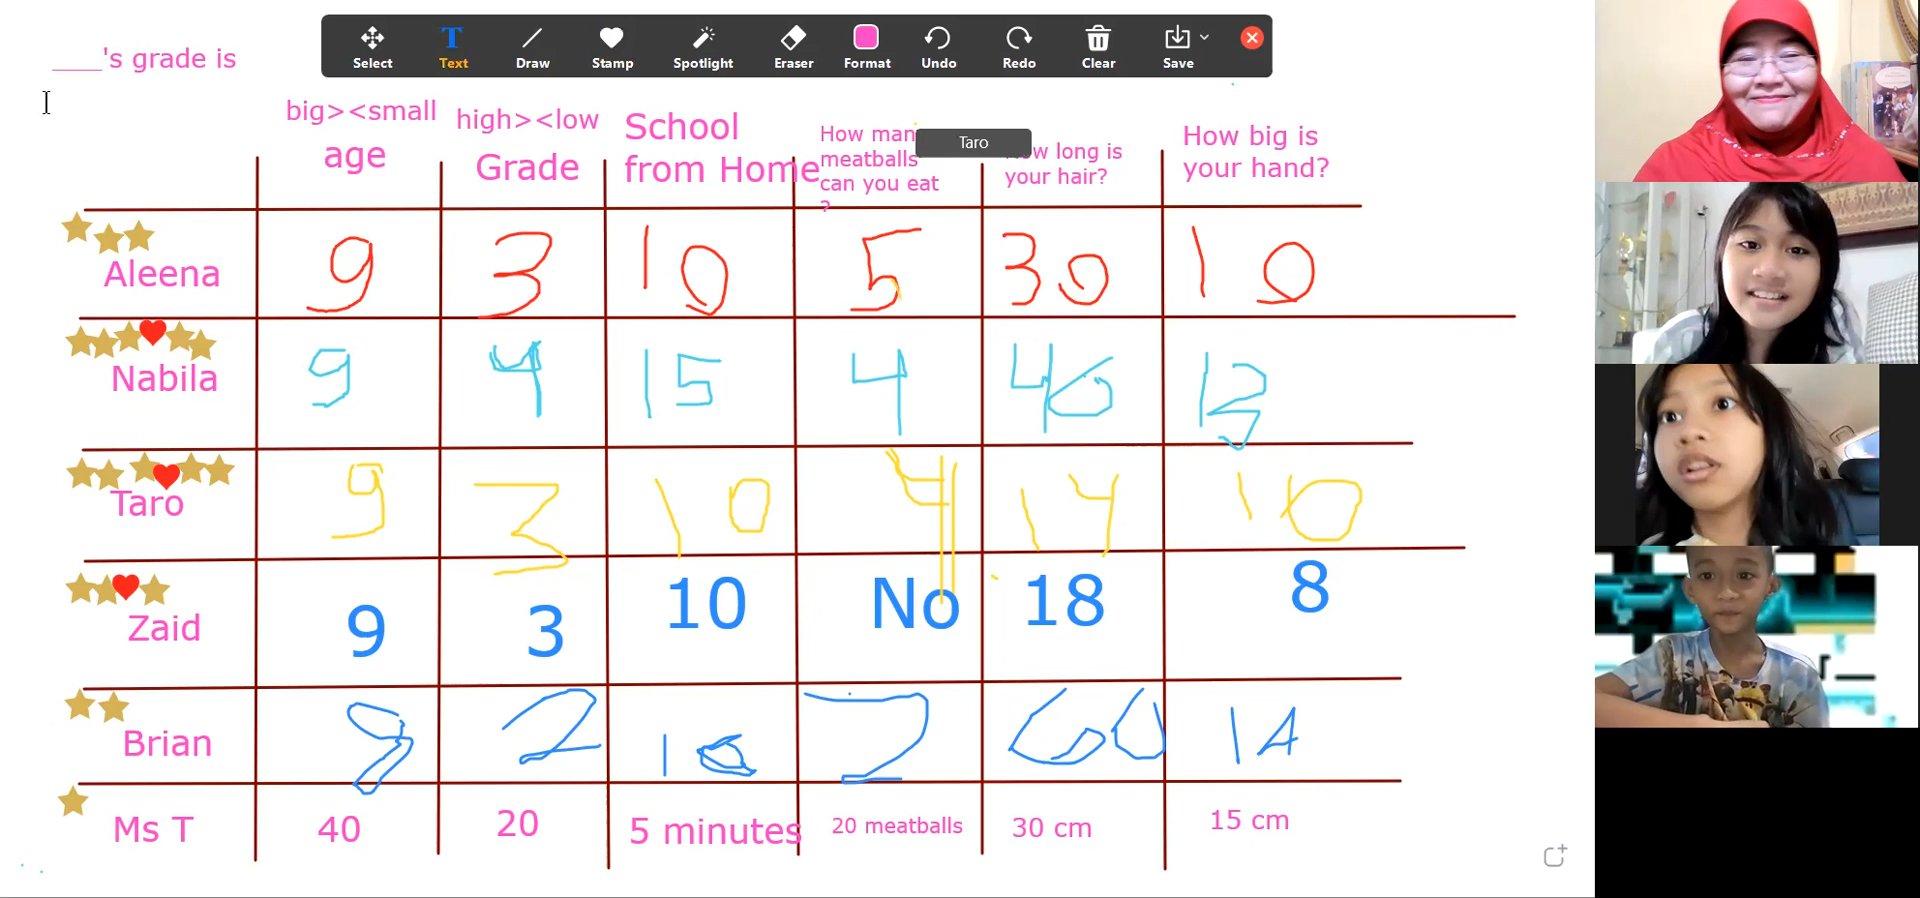 ____'s grade is
Select Text Draw Stamp Spotlight Eraser Format Undo Redo Clear Save
big><small
age
high><low
Grade
School
from Home
How man
meatballs
can you eat
?
Taro
ow long is
your hair?
How big is
your hand?
Aleena 9 3 10 5 30 10
Nabila 9 4 15 4 40 13
Taro 9 3 10 4 14 10
Zaid 9 3 10 No 18 8
Brian 8 2 10 2 60 14
Ms T 40 20 5 minutes 20 meatballs 30 cm 15 cm